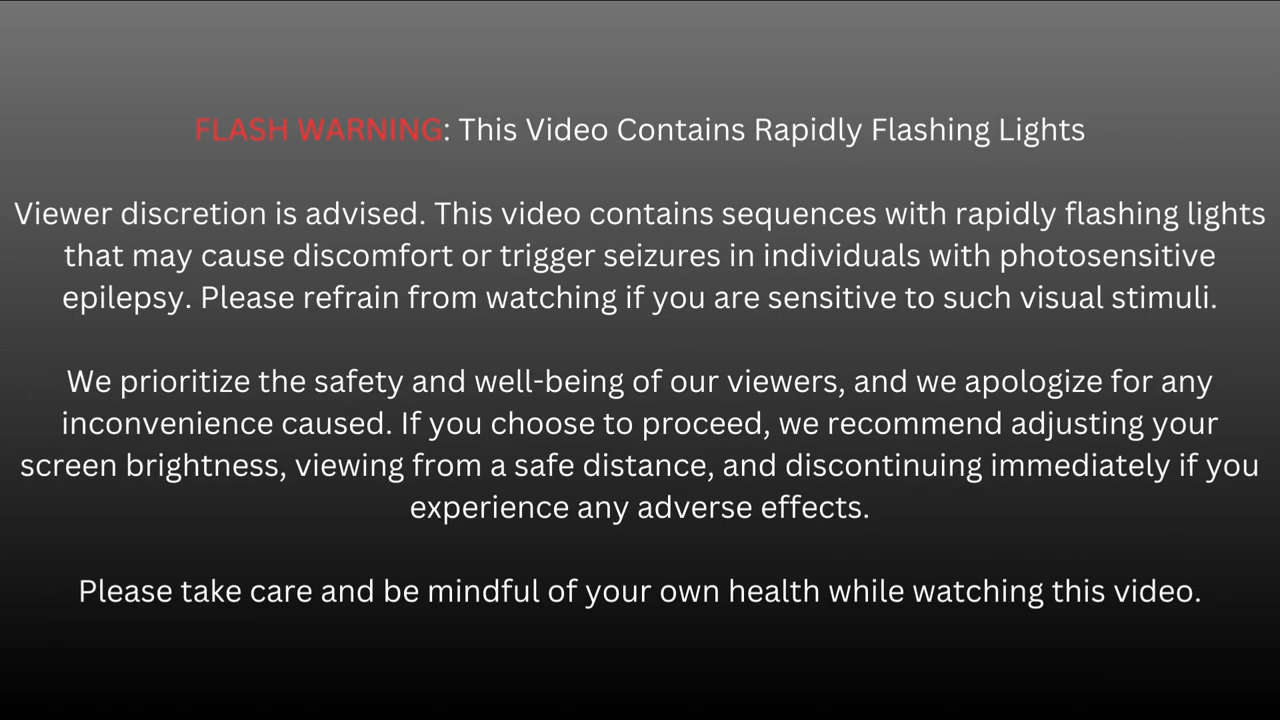 FLASH WARNING: This Video Contains Rapidly Flashing Lights
Viewer discretion is advised. This video contains sequences with rapidly flashing lights
that may cause discomfort or trigger seizures in individuals with photosensitive
epilepsy. Please refrain from watching if you are sensitive to such visual stimuli.
We prioritize the safety and well-being of our viewers, and we apologize for any
inconvenience caused. If you choose to proceed, we recommend adjusting your
screen brightness, viewing from a safe distance, and discontinuing immediately if you
experience any adverse effects.
Please take care and be mindful of your own health while watching this video.